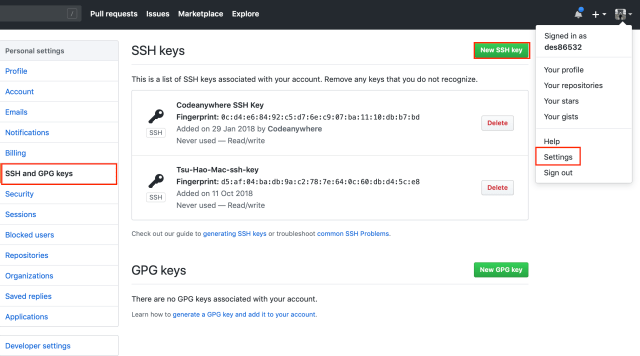 /
Pull requests Issues Marketplace Explore
Signed in as
des86532
Your profile
Your repositories
Your stars
Your gists
Help
Settings
Sign out
Personal settings
Profile
Account
Emails
Notifications
Billing
SSH and GPG keys
Security
Sessions
Blocked users
Repositories
Organizations
Saved replies
Applications
Developer settings
SSH keys
New SSH key
This is a list of SSH keys associated with your account. Remove any keys that you do not recognize.
SSH
Codeanywhere SSH Key
Fingerprint: 0c:d4:e6:84:92:c5:d7:6e:c9:07:ba:11:10:db:b7:bd
Added on 29 Jan 2018 by Codeanywhere
Never used — Read/write
Delete
SSH
Tsu-Hao-Mac-ssh-key
Fingerprint: d5:af:04:ba:db:9a:c2:78:7e:64:0c:60:db:d4:5c:e8
Added on 11 Oct 2018
Never used — Read/write
Delete
Check out our guide to generating SSH keys or troubleshoot common SSH Problems.
GPG keys
New GPG key
There are no GPG keys associated with your account.
Learn how to generate a GPG key and add it to your account.